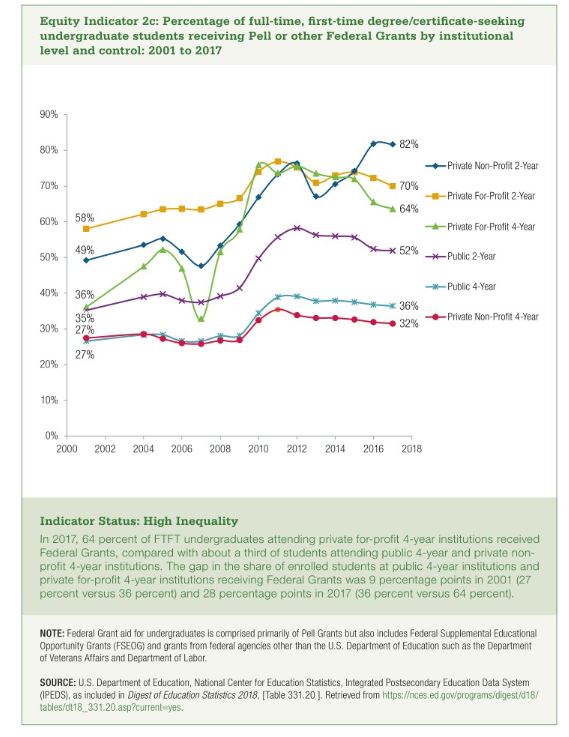 Equity Indicator 2c: Percentage of full-time, first-time degree/certificate-seeking
undergraduate students receiving Pell or other Federal Grants by institutional
level and control: 2001 to 2017
90%
80%
70%
60%
50%
40%
30%
20%
10%
0%
2000 2002 2004 2006 2008 2010 2012 2014 2016 2018
58%
49%
36%
35%
27%
27%
82%
70%
64%
52%
36%
32%
Private Non-Profit 2-Year
Private For-Profit 2-Year
Private For-Profit 4-Year
Public 2-Year
Public 4-Year
Private Non-Profit 4-Year
Indicator Status: High Inequality
In 2017, 64 percent of FTFT undergraduates attending private for-profit 4-year institutions received
Federal Grants, compared with about a third of students attending public 4-year and private non-
profit 4-year institutions. The gap in the share of enrolled students at public 4-year institutions and
private for-profit 4-year institutions receiving Federal Grants was 9 percentage points in 2001 (27
percent versus 36 percent) and 28 percentage points in 2017 (36 percent versus 64 percent).
NOTE: Federal Grant aid for undergraduates is comprised primarily of Pell Grants but also includes Federal Supplemental Educational
Opportunity Grants (FSEOG) and grants from federal agencies other than the U.S. Department of Education such as the Department
of Veterans Affairs and Department of Labor.
SOURCE: U.S. Department of Education, National Center for Education Statistics, Integrated Postsecondary Education Data System
(IPEDS), as included in Digest of Education Statistics 2018, [Table 331.20 ]. Retrieved from https://nces.ed.gov/programs/digest/d18/
tables/dt18_331.20.asp?current=yes.